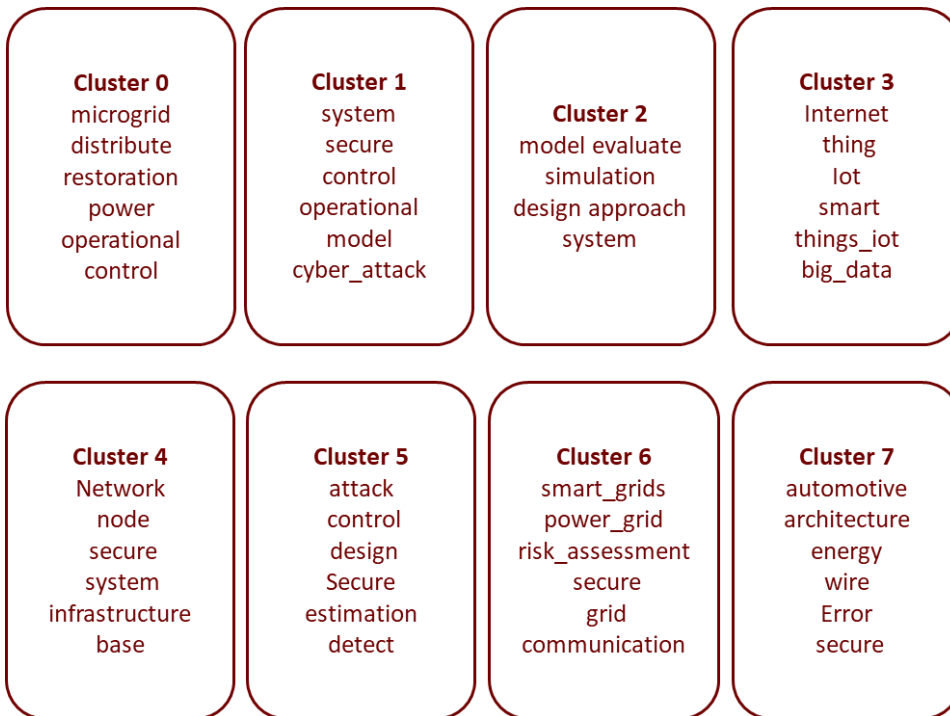 Cluster 0
microgrid
distribute
restoration
power
operational
control
Cluster 1
system
secure
control
operational
model
cyber_attack
Cluster 2
model evaluate
simulation
design approach
system
Cluster 3
Internet
thing
Iot
smart
things_iot
big_data
Cluster 4
Network
node
secure
system
infrastructure
base
Cluster 5
attack
control
design
Secure
estimation
detect
Cluster 6
smart_grids
power_grid
risk_assessment
secure
grid
communication
Cluster 7
automotive
architecture
energy
wire
Error
secure